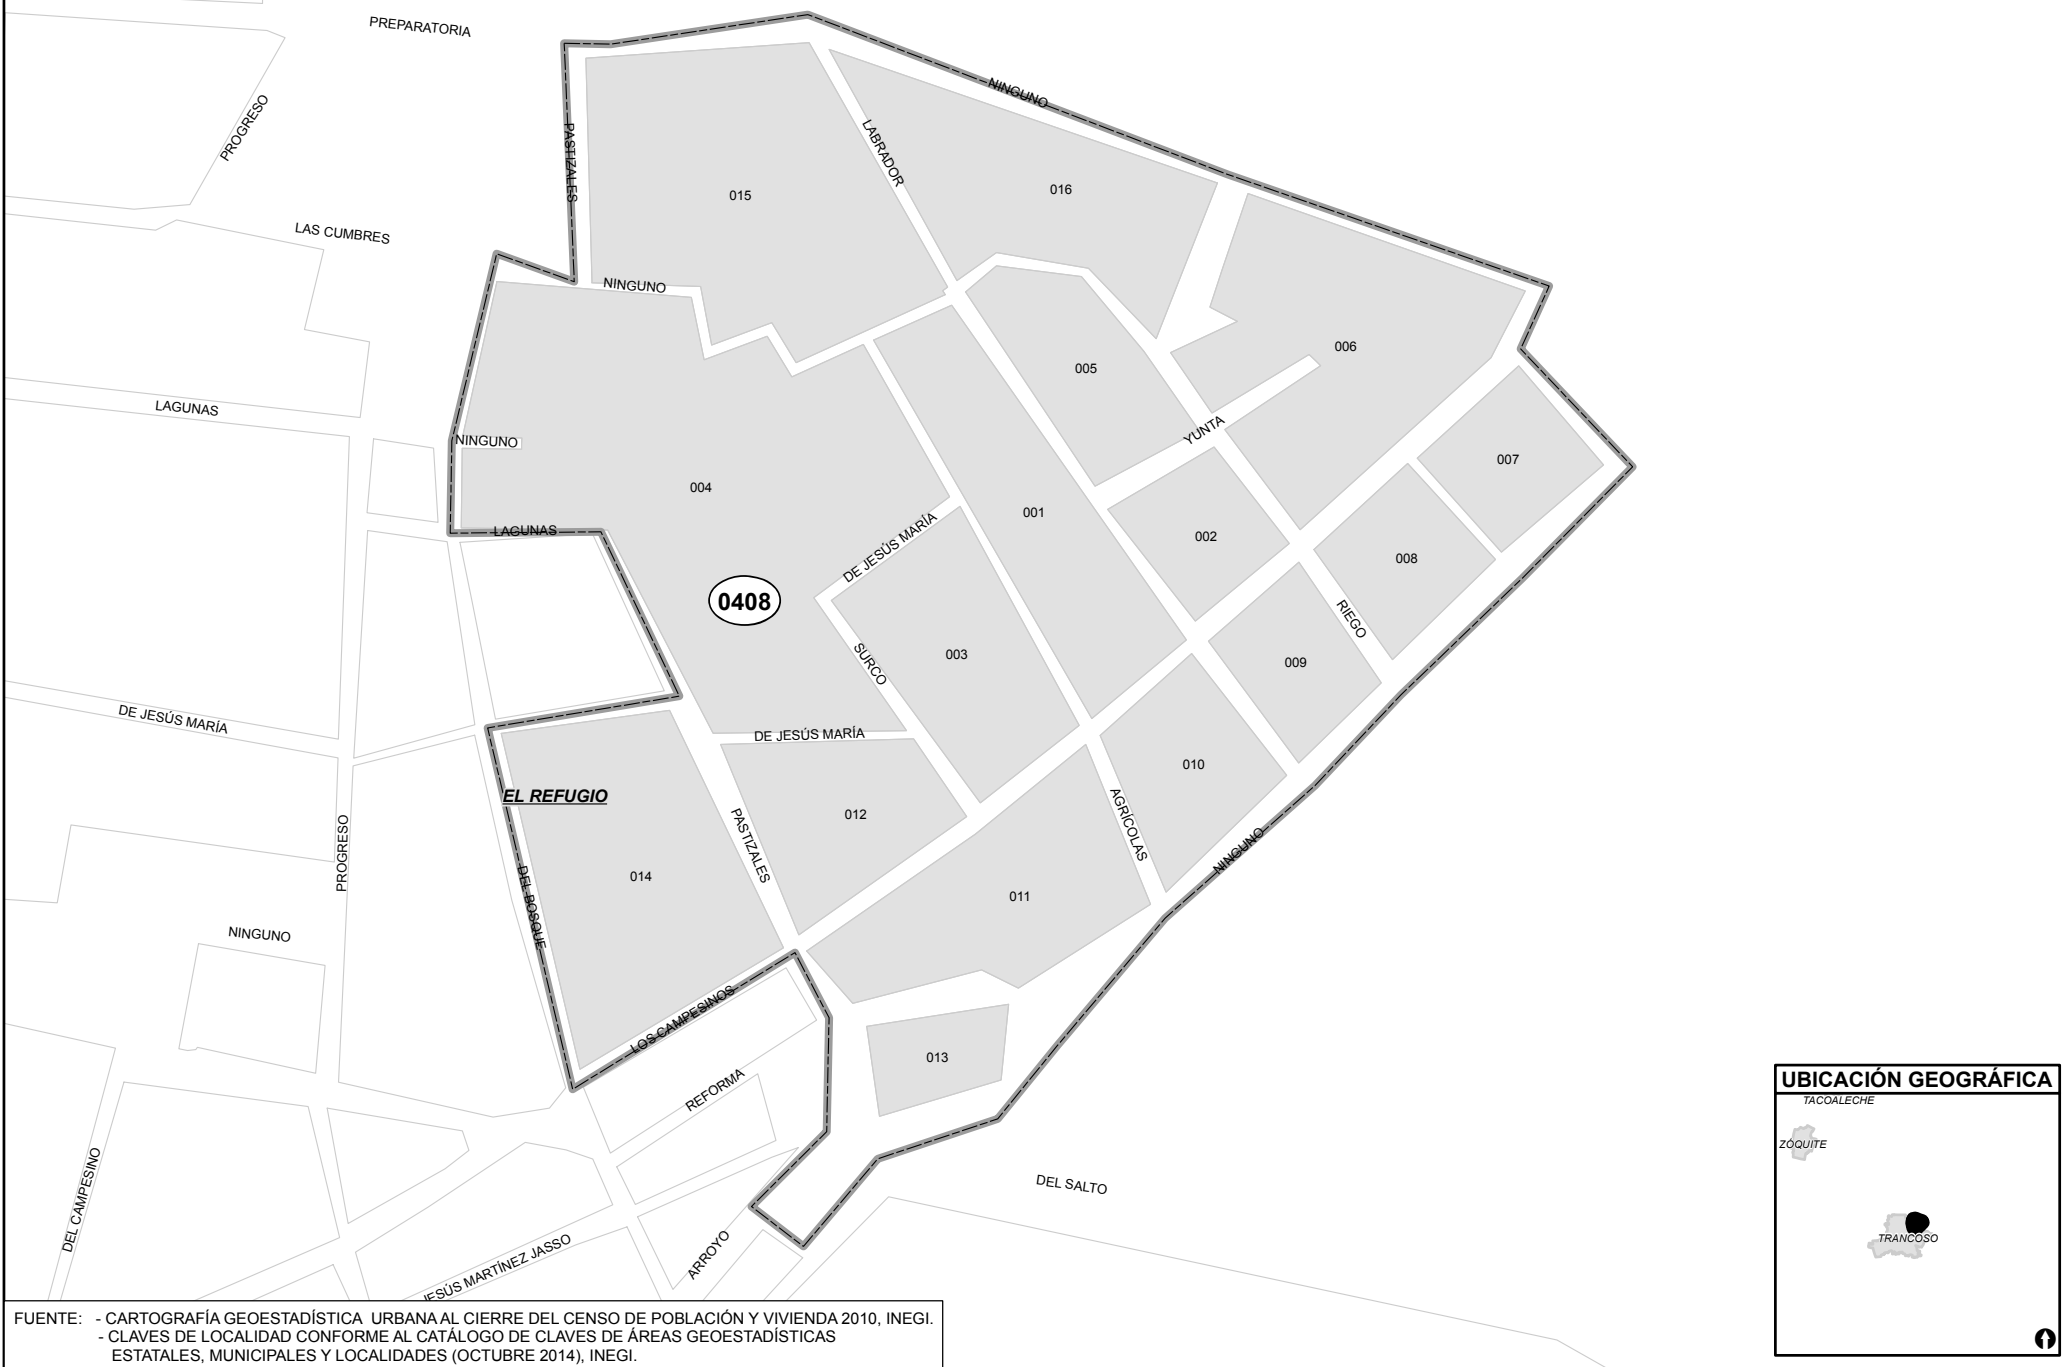 PREPARATORIA
NINGUNO
PROGRESO
PASTIZALES
LABRADOR
015
016
LAS CUMBRES
NINGUNO
006
005
LAGUNAS
YUNTA
NINGUNO
007
004
001
LAGUNAS
DE JESÚS MARÍA
002
008
0408
RIEGO
SURCO
003
009
DE JESÚS MARÍA
DE JESÚS MARÍA
010
EL REFUGIO
012
PASTIZALES
AGRÍCOLAS
PROGRESO
NINGUNO
014
011
DEL BOSQUE
NINGUNO
LOS CAMPESINOS
013
REFORMA
UBICACIÓN GEOGRÁFICA
TACOALECHE
ZOQUITE
TRANCOSO
DEL SALTO
DEL CAMPESINO
ARROYO
JESÚS MARTÍNEZ JASSO
FUENTE: - CARTOGRAFÍA GEOESTADÍSTICA URBANA AL CIERRE DEL CENSO DE POBLACIÓN Y VIVIENDA 2010, INEGI.
- CLAVES DE LOCALIDAD CONFORME AL CATÁLOGO DE CLAVES DE ÁREAS GEOESTADÍSTICAS
ESTATALES, MUNICIPALES Y LOCALIDADES (OCTUBRE 2014), INEGI.